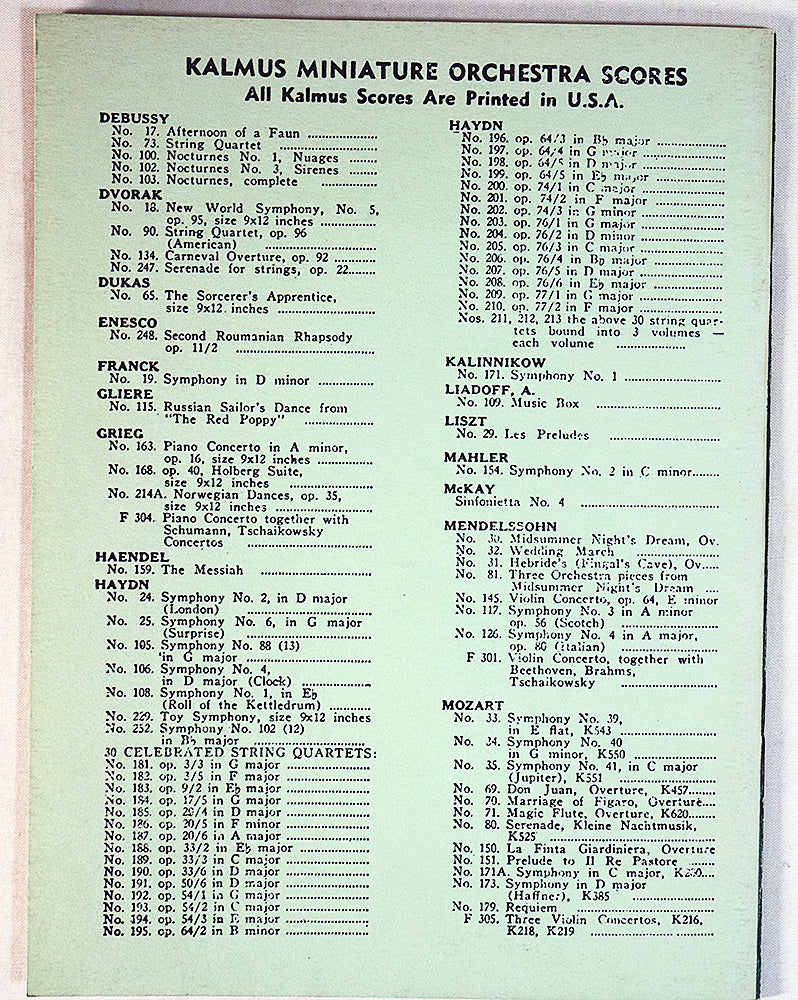 KALMUS MINIATURE ORCHESTRA SCORES
All Kalmus Scores Are Printed in U.S.A.
DEBUSSY
No. 17. Afternoon of a Faun
No. 73. String Quartet
No. 100. Nocturnes No. 1, Nuages
No. 102. Nocturnes No. 3, Sirenes
No. 103. Nocturnes, complete
DVORAK
No. 18. New World Symphony, No. 5,
op. 95, size 9x12 inches
No. 90. String Quartet, op. 96
(American)
No. 134. Carneval Overture, op. 92
No. 247. Serenade for strings, op. 22
DUKAS
No. 65. The Sorcerer's Apprentice,
size 9x12 inches
ENESCO
No. 248. Second Roumanian Rhapsody
op. 11/2
FRANCK
No. 19. Symphony in D minor
GLIERE
No. 115. Russian Sailor's Dance from
"The Red Poppy"
GRIEG
No. 163. Piano Concerto in A minor,
op. 16, size 9x12 inches
No. 168. op. 40, Holberg Suite,
size 9x12 inches
No. 214A. Norwegian Dances, op. 35,
size 9x12 inches
F 304. Piano Concerto together with
Schumann, Tschaikowsky
Concertos
HAENDEL
No. 159. The Messiah
HAYDN
No. 24. Symphony No. 2, in D major
(London)
No. 25. Symphony No. 6, in G major
(Surprise)
No. 105. Symphony No. 88 (13)
in G major
No. 106. Symphony No. 4,
in D major (Clock)
No. 108. Symphony No. 1, in E♭
(Roll of the Kettledrum)
No. 229. Toy Symphony, size 9x12 inches
No. 252. Symphony No. 102 (12)
in B♭ major
30 CELEBRATED STRING QUARTETS:
No. 181. op. 3/3 in G major
No. 182. op. 3/5 in F major
No. 183. op. 9/2 in E♭ major
No. 184. op. 17/5 in G major
No. 185. op. 20/4 in D major
No. 186. op. 20/5 in F minor
No. 187. op. 20/6 in A major
No. 188. op. 33/2 in E♭ major
No. 189. op. 33/3 in C major
No. 190. op. 33/6 in D major
No. 191. op. 50/6 in D major
No. 192. op. 54/1 in G major
No. 193. op. 54/2 in C major
No. 194. op. 54/3 in E major
No. 195. op. 64/2 in B minor
HAYDN
No. 196. op. 64/3 in B♭ major
No. 197. op. 64/4 in G major
No. 198. op. 64/5 in D major
No. 199. op. 64/5 in E♭ major
No. 200. op. 74/1 in C major
No. 201. op. 74/2 in F major
No. 202. op. 74/3 in G minor
No. 203. op. 76/1 in G major
No. 204. op. 76/2 in D minor
No. 205. op. 76/3 in C major
No. 206. op. 76/4 in B♭ major
No. 207. op. 76/5 in D major
No. 208. op. 76/6 in E♭ major
No. 209. op. 77/1 in G major
No. 210. op. 77/2 in F major
Nos. 211, 212, 213 the above 30 string quar-
tets bound into 3 volumes —
each volume
KALINNIKOW
No. 171. Symphony No. 1
LIADOFF, A.
No. 109. Music Box
LISZT
No. 29. Les Preludes
MAHLER
No. 154. Symphony No. 2 in C minor
McKAY
Sinfonietta No. 4
MENDELSSOHN
No. 30. Midsummer Night's Dream, Ov.
No. 32. Wedding March
No. 31. Hebride's (Fingal's Cave), Ov.
No. 81. Three Orchestra pieces from
Midsummer Night's Dream
No. 145. Violin Concerto, op. 64, E minor
No. 117. Symphony No. 3 in A minor
op. 56 (Scotch)
No. 126. Symphony No. 4 in A major,
op. 80 (Italian)
F 301. Violin Concerto, together with
Beethoven, Brahms,
Tschaikowsky
MOZART
No. 33. Symphony No. 39,
in E flat, K543
No. 34. Symphony No. 40
in G minor, K550
No. 35. Symphony No. 41, in C major
(Jupiter), K551
No. 69. Don Juan, Overture, K457
No. 70. Marriage of Figaro, Overture
No. 71. Magic Flute, Overture, K620
No. 80. Serenade, Kleine Nachtmusik,
K525
No. 150. La Finta Giardiniera, Overture
No. 151. Prelude to Il Re Pastore
No. 171A. Symphony in C major,
No. 173. Symphony in D major
(Haffner), K385
No. 179. Requiem
F 305. Three Violin Concertos, K216,
K218, K219